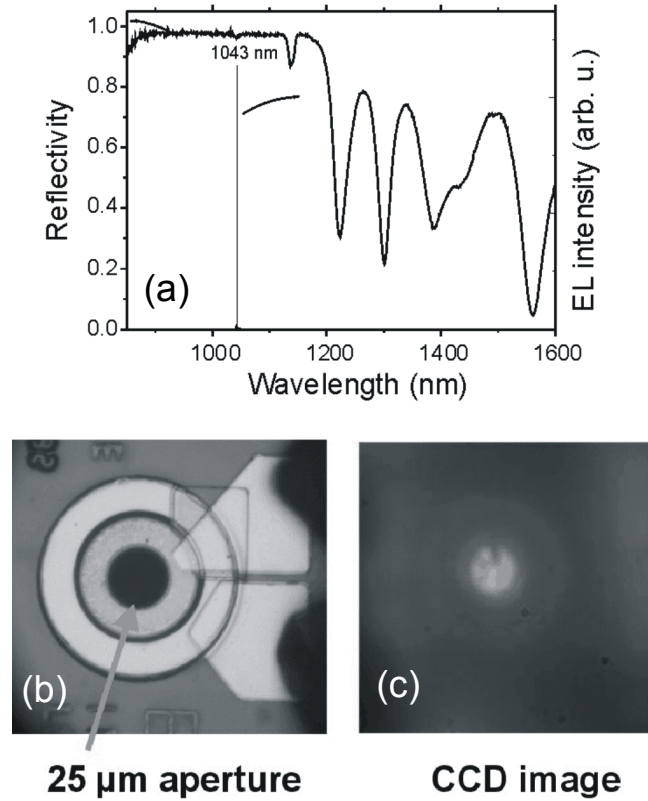 Reflectivity
1.0
0.8
0.6
0.4
0.2
0.0
1043 nm
(a)
1000
1200
1400
1600
Wavelength (nm)
EL intensity (arb. u.)
(b)
(c)
25 µm aperture
CCD image